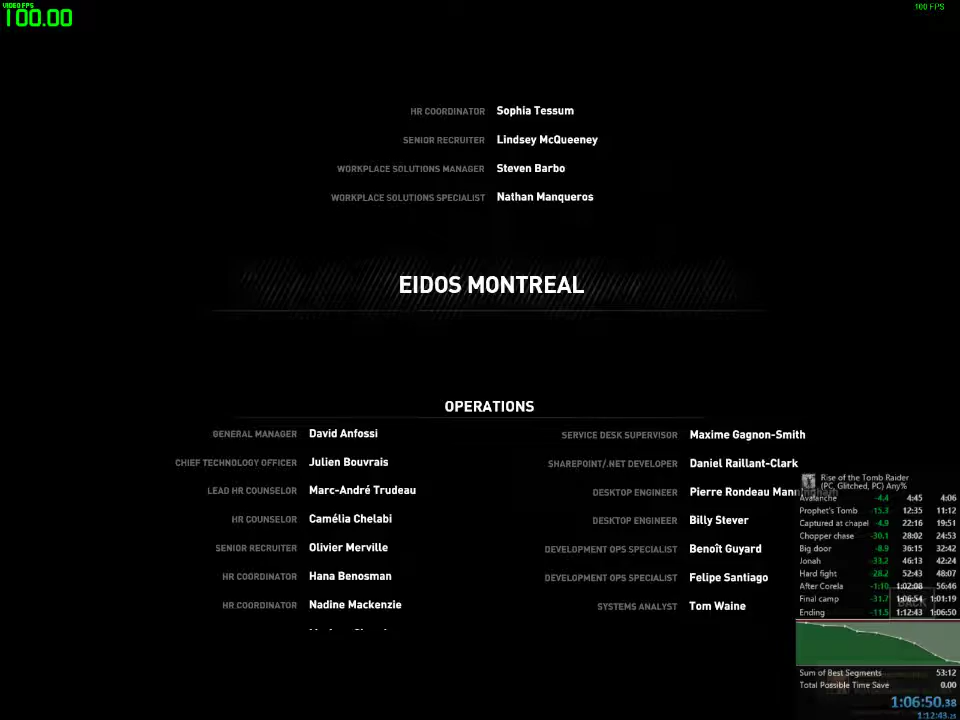 VIDEO FPS
100.00
100 FPS
HR COORDINATOR Sophia Tessum
SENIOR RECRUITER Lindsey McQueeney
WORKPLACE SOLUTIONS MANAGER Steven Barbo
WORKPLACE SOLUTIONS SPECIALIST Nathan Manqueros
EIDOS MONTREAL
OPERATIONS
GENERAL MANAGER David Anfossi
CHIEF TECHNOLOGY OFFICER Julien Bouvrais
LEAD HR COUNSELOR Marc-André Trudeau
HR COUNSELOR Camélia Chelabi
SENIOR RECRUITER Olivier Merville
HR COORDINATOR Hana Benosman
HR COORDINATOR Nadine Mackenzie
SERVICE DESK SUPERVISOR Maxime Gagnon-Smith
SHAREPOINT/.NET DEVELOPER Daniel Raillant-Clark
DESKTOP ENGINEER Pierre Rondeau Manningham
DESKTOP ENGINEER Billy Stever
DEVELOPMENT OPS SPECIALIST Benoît Guyard
DEVELOPMENT OPS SPECIALIST Felipe Santiago
SYSTEMS ANALYST Tom Waine
Rise of the Tomb Raider
(PC, Glitched, PC) Any%
Avalanche -4.4 4:45 4:06
Prophet's Tomb -15.3 12:35 11:12
Captured at chapel -4.9 22:16 19:51
Chopper chase -30.1 28:02 24:53
Big door -8.9 36:15 32:42
Jonah -33.2 46:13 42:24
Hard fight -28.2 52:43 48:07
After Corela -1:10 1:02:08 56:46
Final camp -31.7 1:06:54 1:01:19
BACK
Ending -11.5 1:12:43 1:06:50
Sum of Best Segments 53:12
Total Possible Time Save 0.00
1:06:50.38
1:12:43.23